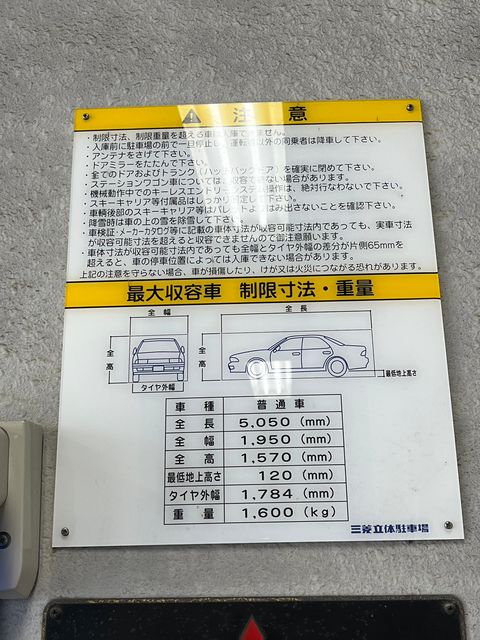 注意
・制限寸法、制限重量を超える車は入庫できません。
・入庫前に駐車場の前で一旦停止し、運転者以外の同乗者は降車して下さい。
・アンテナをさげて下さい。
・ドアミラーをたたんで下さい。
・全てのドアおよびトランク(ハッチバックドア)を確実に閉めて下さい。
・ステーションワゴン車については、収容できない場合があります。
・機械動作中でのキーレスエントリーシステム操作は、絶対行なわないで下さい。
・スキーキャリア等付属品はしっかり固定して下さい。
・車輌後部のスキーキャリア等はパレットよりはみ出さないことを確認下さい。
・降雪時は車の上の雪を除雪して下さい。
・車検証・メーカーカタログ等に記載の車体寸法が収容可能寸法内であっても、実車寸法
が収容可能寸法を超えると収容できませんので御注意願います。
・車体寸法が収容可能寸法内であっても全幅とタイヤ外幅の差分が片側65mmを
超えると、車の停車位置によっては入庫できない場合があります。
上記の注意を守らない場合、車が損傷したり、けが又は火災につながる恐れがあります。
最大収容車 制限寸法・重量
全幅
全長
全高
全高
タイヤ外幅
最低地上高さ
車種 普通車
全長 5,050 (mm)
全幅 1,950 (mm)
全高 1,570 (mm)
最低地上高さ 120 (mm)
タイヤ外幅 1,784 (mm)
重量 1,600 (kg)
三菱立体駐車場